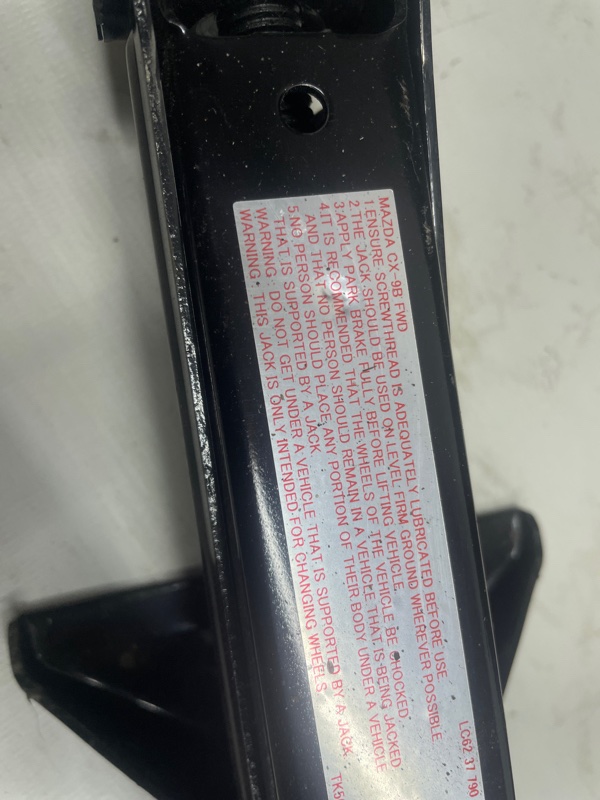 MAZDA CX-9B FWD
LC62 37 790
1.ENSURE SCREWTHREAD IS ADEQUATELY LUBRICATED BEFORE USE.
2.THE JACK SHOULD BE USED ON LEVEL FIRM GROUND WHEREVER POSSIBLE.
3.APPLY PARK BRAKE FULLY BEFORE LIFTING VEHICLE.
4.IT IS RECOMMENDED THAT THE WHEELS OF THE VEHICLE BE CHOCKED,
AND THAT NO PERSON SHOULD REMAIN IN A VEHICLE THAT IS BEING JACKED.
5.NO PERSON SHOULD PLACE ANY PORTION OF THEIR BODY UNDER A VEHICLE
THAT IS SUPPORTED BY A JACK.
WARNING : DO NOT GET UNDER A VEHICLE THAT IS SUPPORTED BY A JACK.
WARNING : THIS JACK IS ONLY INTENDED FOR CHANGING WHEELS.